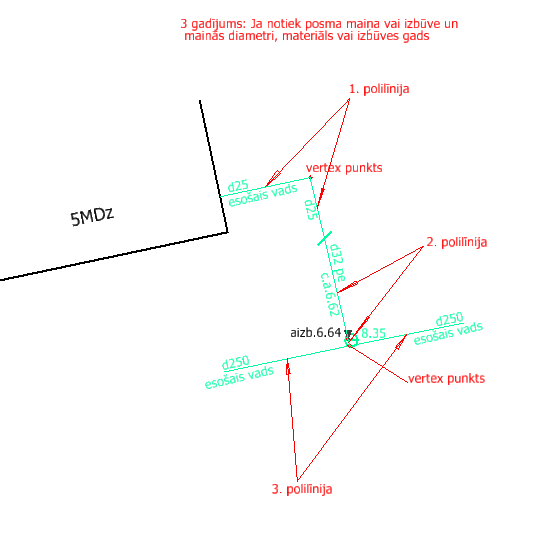 3 gadījums: Ja notiek posma maiņa vai izbūve un
mainās diametri, materiāls vai izbūves gads
1. polilīnija
vertex punkts
d25
esošais vads
d25
5MDz
d32 pe
c.a.6.62
2. polilīnija
aizb.6.64
8.35
d250
esošais vads
d250
esošais vads
vertex punkts
3. polilīnija